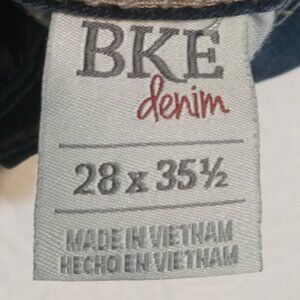 BKE
denim
28 x 35½
MADE IN VIETNAM
HECHO EN VIETNAM